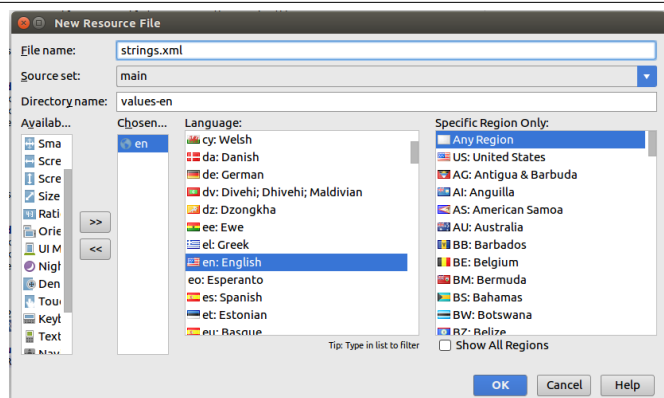 New Resource File
File name:
strings.xml
Source set:
main
Directory name:
values-en
Availab...
Sma
Scre
Scre
Size
Rati
Orie
UI M
Nigh
Den
Tou
Keyb
Text
Nav
>>
<<
Chosen...
en
Language:
cy: Welsh
da: Danish
de: German
dv: Divehi; Dhivehi; Maldivian
dz: Dzongkha
ee: Ewe
el: Greek
en: English
eo: Esperanto
es: Spanish
et: Estonian
eu: Basque
Tip: Type in list to filter
Specific Region Only:
Any Region
US: United States
AG: Antigua & Barbuda
AI: Anguilla
AS: American Samoa
AU: Australia
BB: Barbados
BE: Belgium
BM: Bermuda
BS: Bahamas
BW: Botswana
BZ: Belize
Show All Regions
OK
Cancel
Help